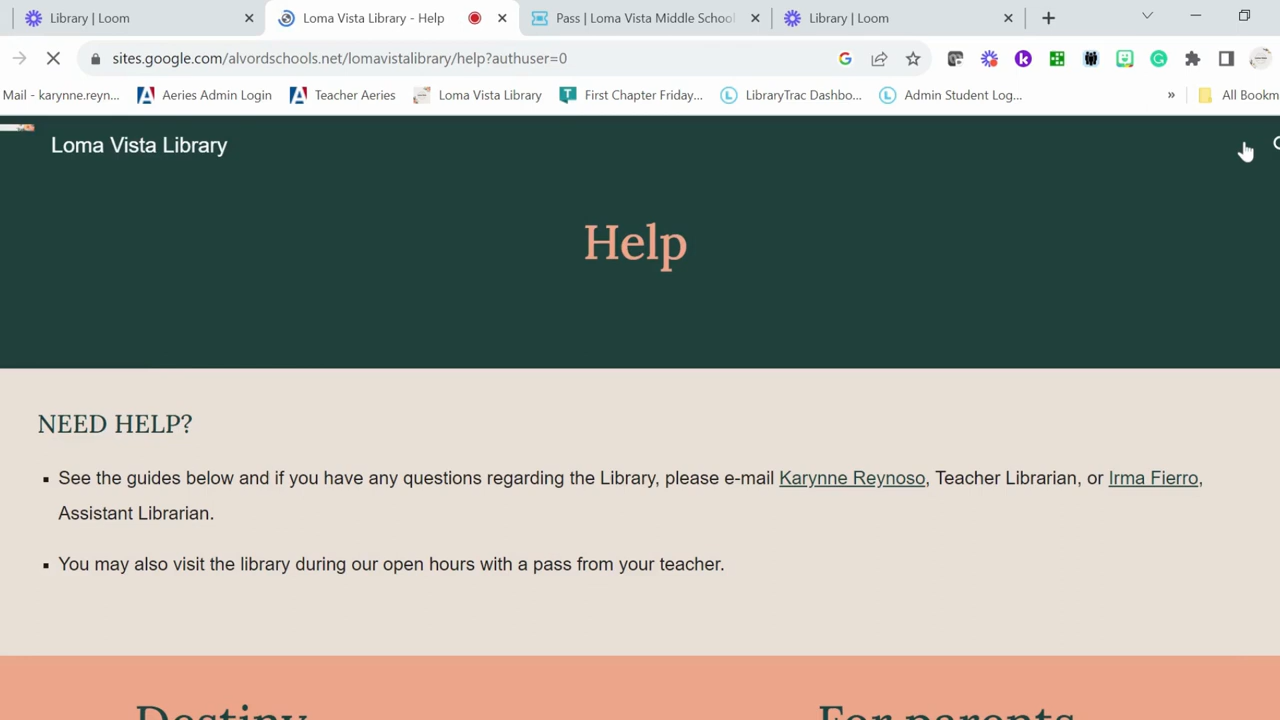 Library | Loom
Loma Vista Library - Help
Pass | Loma Vista Middle School
Library | Loom
sites.google.com/alvordschools.net/lomavistalibrary/help?authuser=0
Mail - karynne.reyn...
Aeries Admin Login
Teacher Aeries
Loma Vista Library
First Chapter Friday...
LibraryTrac Dashbo...
Admin Student Log...
»
All Bookm
Loma Vista Library
Help
NEED HELP?
See the guides below and if you have any questions regarding the Library, please e-mail Karynne Reynoso, Teacher Librarian, or Irma Fierro,
Assistant Librarian.
You may also visit the library during our open hours with a pass from your teacher.
Destiny
For parents